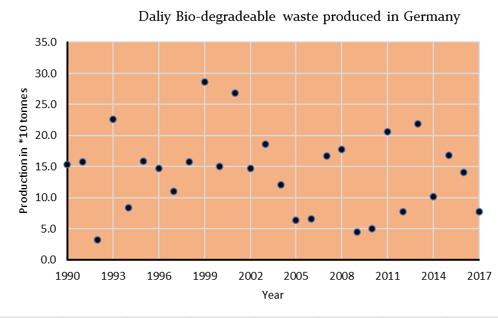 Daliy Bio-degradeable waste produced in Germany
35.0
30.0
25.0
20.0
15.0
10.0
5.0
0.0
Production in *10 tonnes
1990 1993 1996 1999 2002 2005 2008 2011 2014 2017
Year